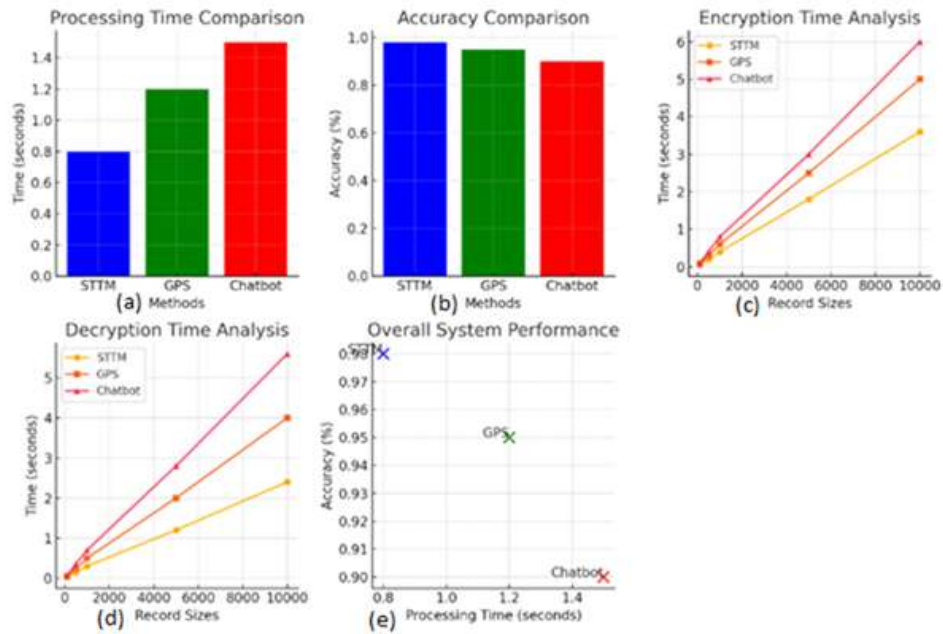 Processing Time Comparison
Time (seconds)
1.4
1.2
1.0
0.8
0.6
0.4
0.2
0.0
STTM GPS Chatbot
(a) Methods
Accuracy Comparison
Accuracy (%)
1.0
0.8
0.6
0.4
0.2
0.0
STTM GPS Chatbot
(b) Methods
Encryption Time Analysis
STTM
GPS
Chatbot
Time (seconds)
6
5
4
3
2
1
0
0 2000 4000 6000 8000 10000
(c) Record Sizes
Decryption Time Analysis
STTM
GPS
Chatbot
Time (seconds)
5
4
3
2
1
0
0 2000 4000 6000 8000 10000
(d) Record Sizes
Overall System Performance
STTM
GPS
Chatbot
Accuracy (%)
0.98
0.97
0.96
0.95
0.94
0.93
0.92
0.91
0.90
0.8 1.0 1.2 1.4
(e) Processing Time (seconds)